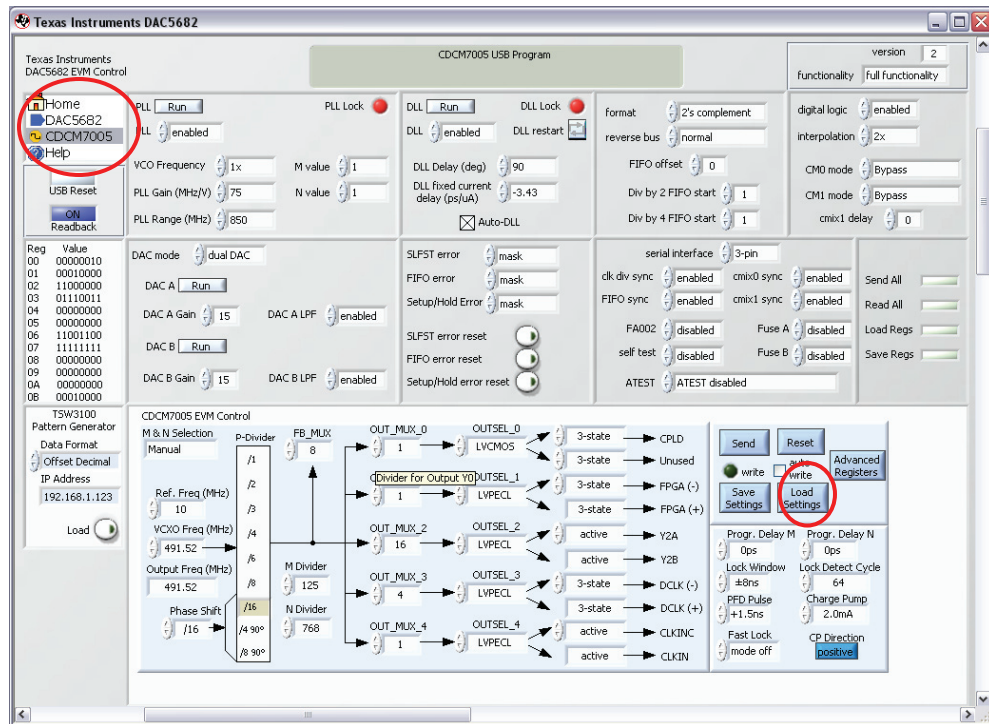 Texas Instruments DAC5682
Texas Instruments
DAC5682 EVM Control
CDCM7005 USB Program
version 2
functionality full functionality
Home
DAC5682
CDCM7005
Help
USB Reset
ON
Readback
PLL Run PLL Lock
PLL enabled
VCO Frequency 1x M value 1
PLL Gain (MHz/V) 75 N value 1
PLL Range (MHz) 850
DLL Run DLL Lock
DLL enabled DLL restart
DLL Delay (deg) 90
DLL fixed current
delay (ps/uA) -3.43
Auto-DLL
format 2's complement
reverse bus normal
FIFO offset 0
Div by 2 FIFO start 1
Div by 4 FIFO start 1
digital logic enabled
interpolation 2x
CM0 mode Bypass
CM1 mode Bypass
cmix1 delay 0
Reg Value
00 00000010
01 00010000
02 11000000
03 01110011
04 00000000
05 00000000
06 11001100
07 11111111
08 00000000
09 00000000
0A 00000000
0B 00010000
DAC mode dual DAC
DAC A Run
DAC A Gain 15 DAC A LPF enabled
DAC B Run
DAC B Gain 15 DAC B LPF enabled
SLFST error mask
FIFO error mask
Setup/Hold Error mask
SLFST error reset
FIFO error reset
Setup/Hold error reset
serial interface 3-pin
clk div sync enabled cmix0 sync enabled
FIFO sync enabled cmix1 sync enabled
FA002 disabled Fuse A disabled
self test disabled Fuse B disabled
ATEST ATEST disabled
Send All
Read All
Load Regs
Save Regs
TSW3100
Pattern Generator
Data Format
Offset Decimal
IP Address
192.168.1.123
Load
CDCM7005 EVM Control
M & N Selection
Manual
Ref. Freq (MHz)
10
VCXO Freq (MHz)
491.52
Output Freq (MHz)
491.52
Phase Shift
/16
P-Divider
/1
/2
/3
/4
/6
/8
/16
/4 90°
/8 90°
FB_MUX
8
M Divider
125
N Divider
768
OUT_MUX_0 OUTSEL_0
1 LVCMOS
3-state CPLD
3-state Unused
Divider for Output Y0
OUTSEL_1
1 LVPECL
3-state FPGA (-)
3-state FPGA (+)
OUT_MUX_2 OUTSEL_2
16 LVPECL
active Y2A
active Y2B
OUT_MUX_3 OUTSEL_3
4 LVPECL
3-state DCLK (-)
3-state DCLK (+)
OUT_MUX_4 OUTSEL_4
1 LVPECL
active CLKINC
active CLKIN
Send Reset
write
write
Advanced
Registers
Save
Settings
Load
Settings
Progr. Delay M Progr. Delay N
0ps 0ps
Lock Window Lock Detect Cycle
±8ns 64
PFD Pulse Charge Pump
+1.5ns 2.0mA
Fast Lock CP Direction
mode off positive